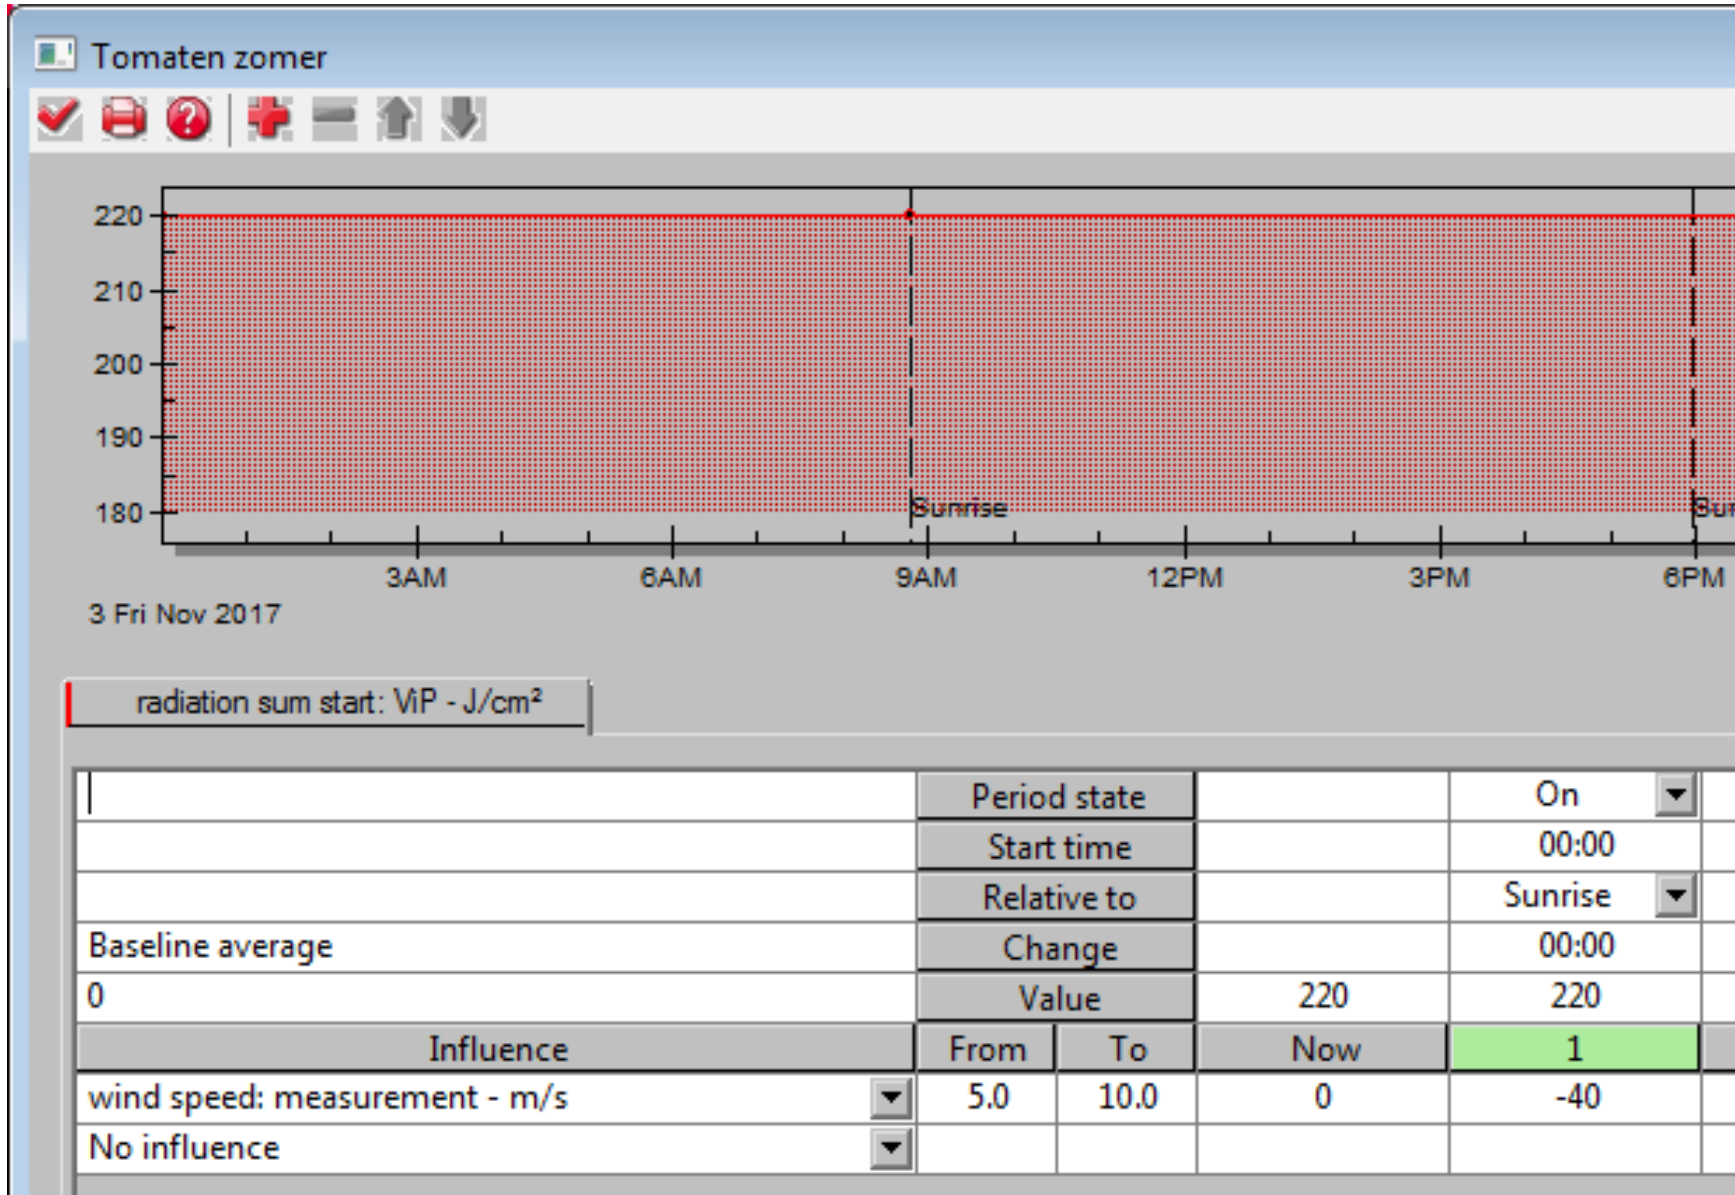 Tomaten zomer
220
210
200
190
180
Sunrise
3AM 6AM 9AM 12PM 3PM 6PM
3 Fri Nov 2017
radiation sum start: ViP - J/cm²
Period state On
Start time 00:00
Relative to Sunrise
Baseline average Change 00:00
0 Value 220 220
Influence From To Now 1
wind speed: measurement - m/s 5.0 10.0 0 -40
No influence